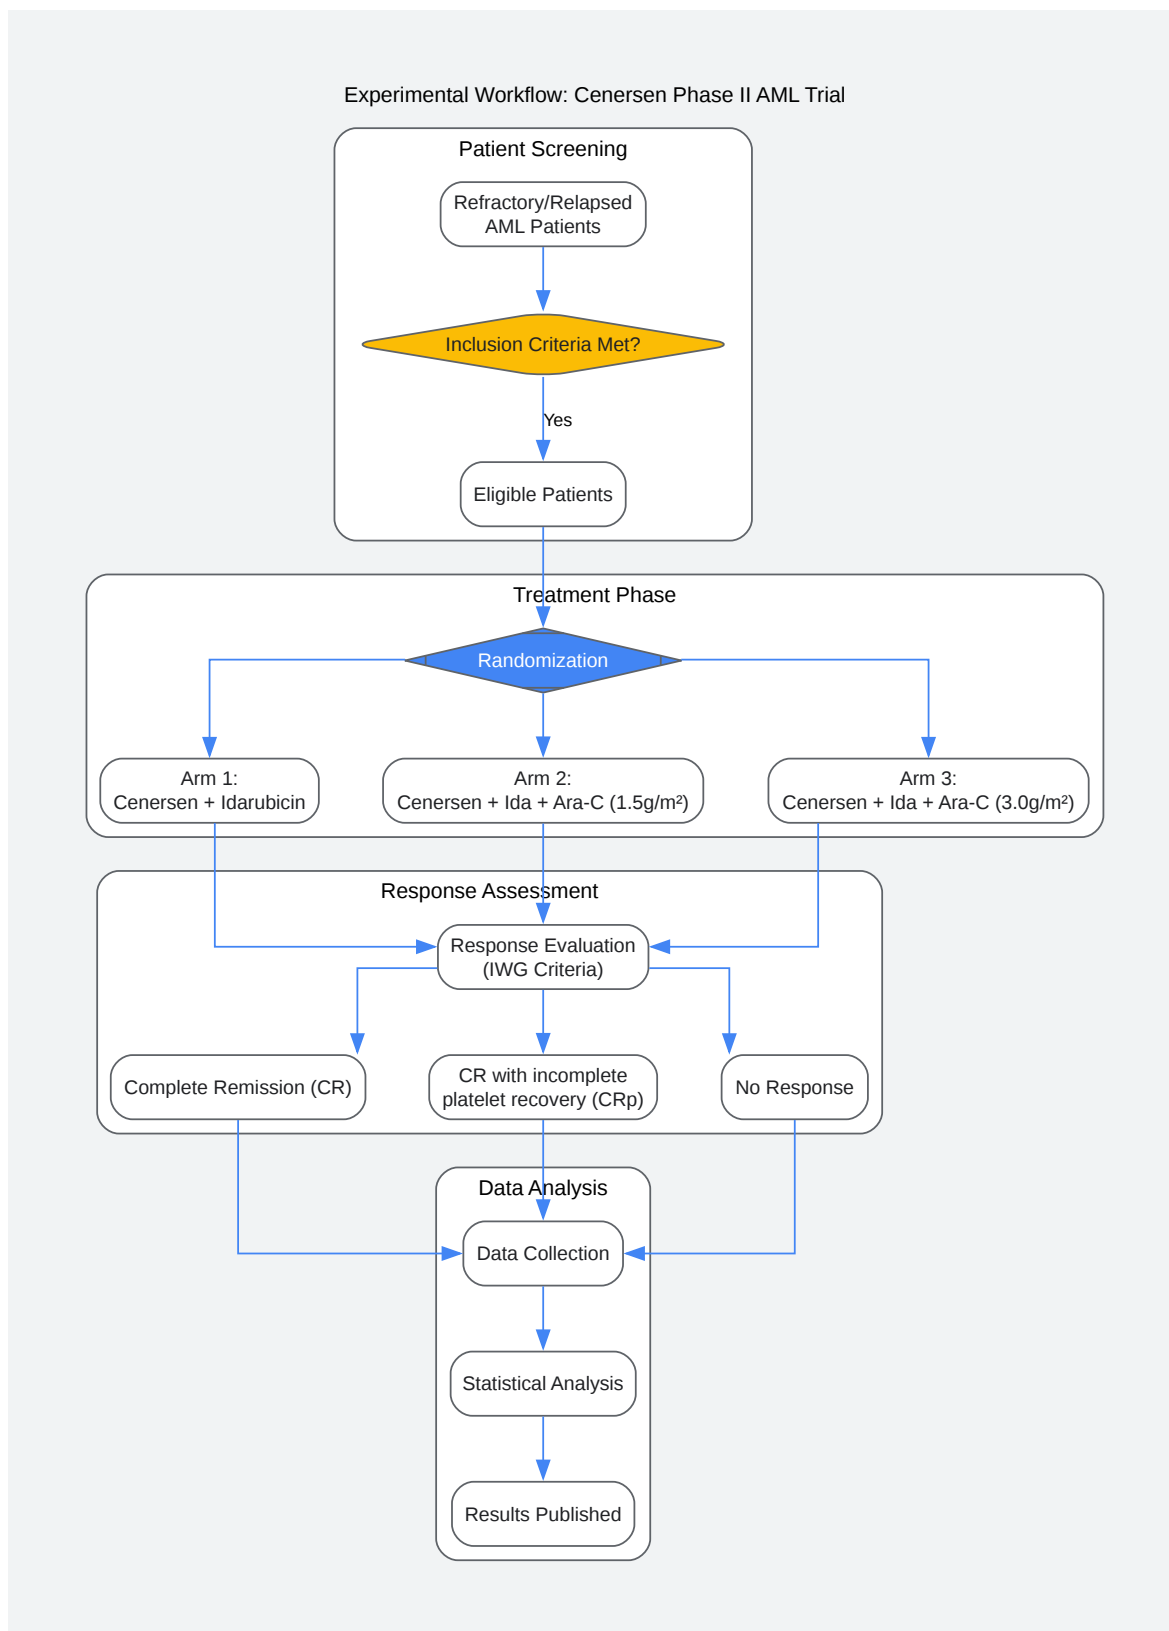 Experimental Workflow: Cenersen Phase II AML Trial
Patient Screening
Refractory/Relapsed
AML Patients
Inclusion Criteria Met?
Yes
Eligible Patients
Treatment Phase
Randomization
Arm 1:
Cenersen + Idarubicin
Arm 2:
Cenersen + Ida + Ara-C (1.5g/m²)
Arm 3:
Cenersen + Ida + Ara-C (3.0g/m²)
Response Assessment
Response Evaluation
(IWG Criteria)
Complete Remission (CR)
CR with incomplete
platelet recovery (CRp)
No Response
Data Analysis
Data Collection
Statistical Analysis
Results Published